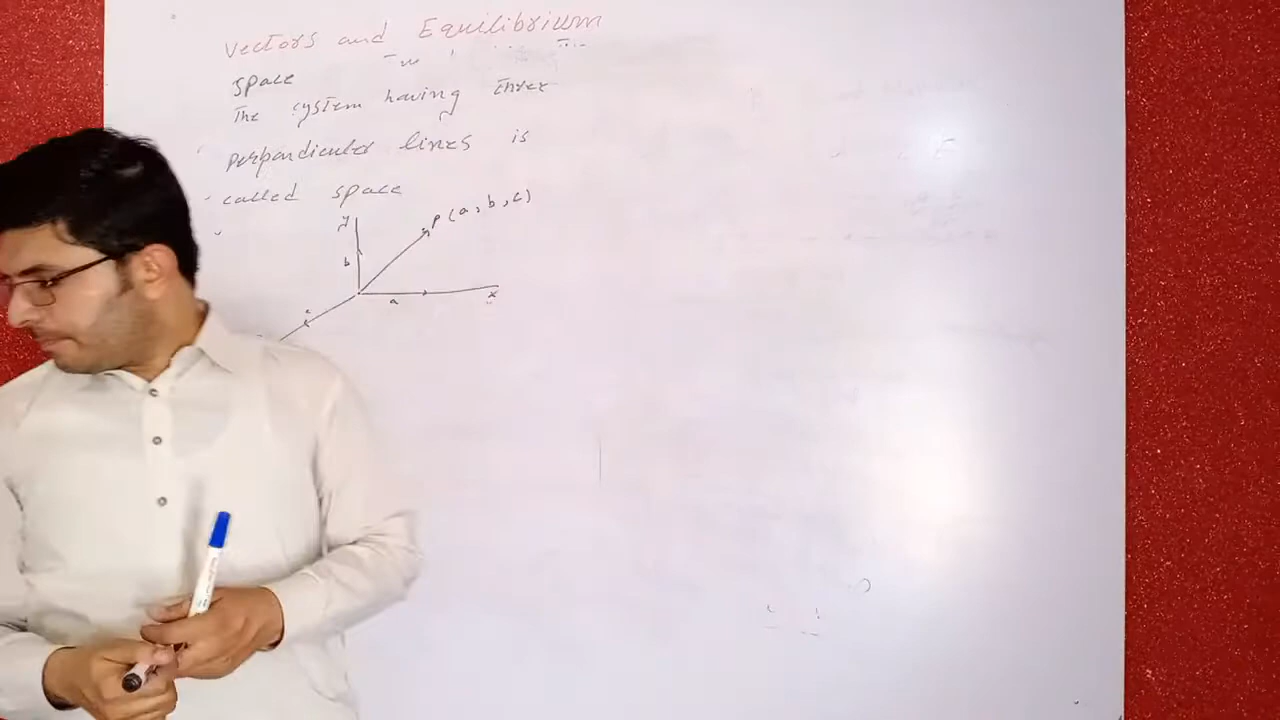 Vectors and Equilibrium
space
The system having three
perpendicular lines is
called space
y
P(a, b, c)
b
a
x
c